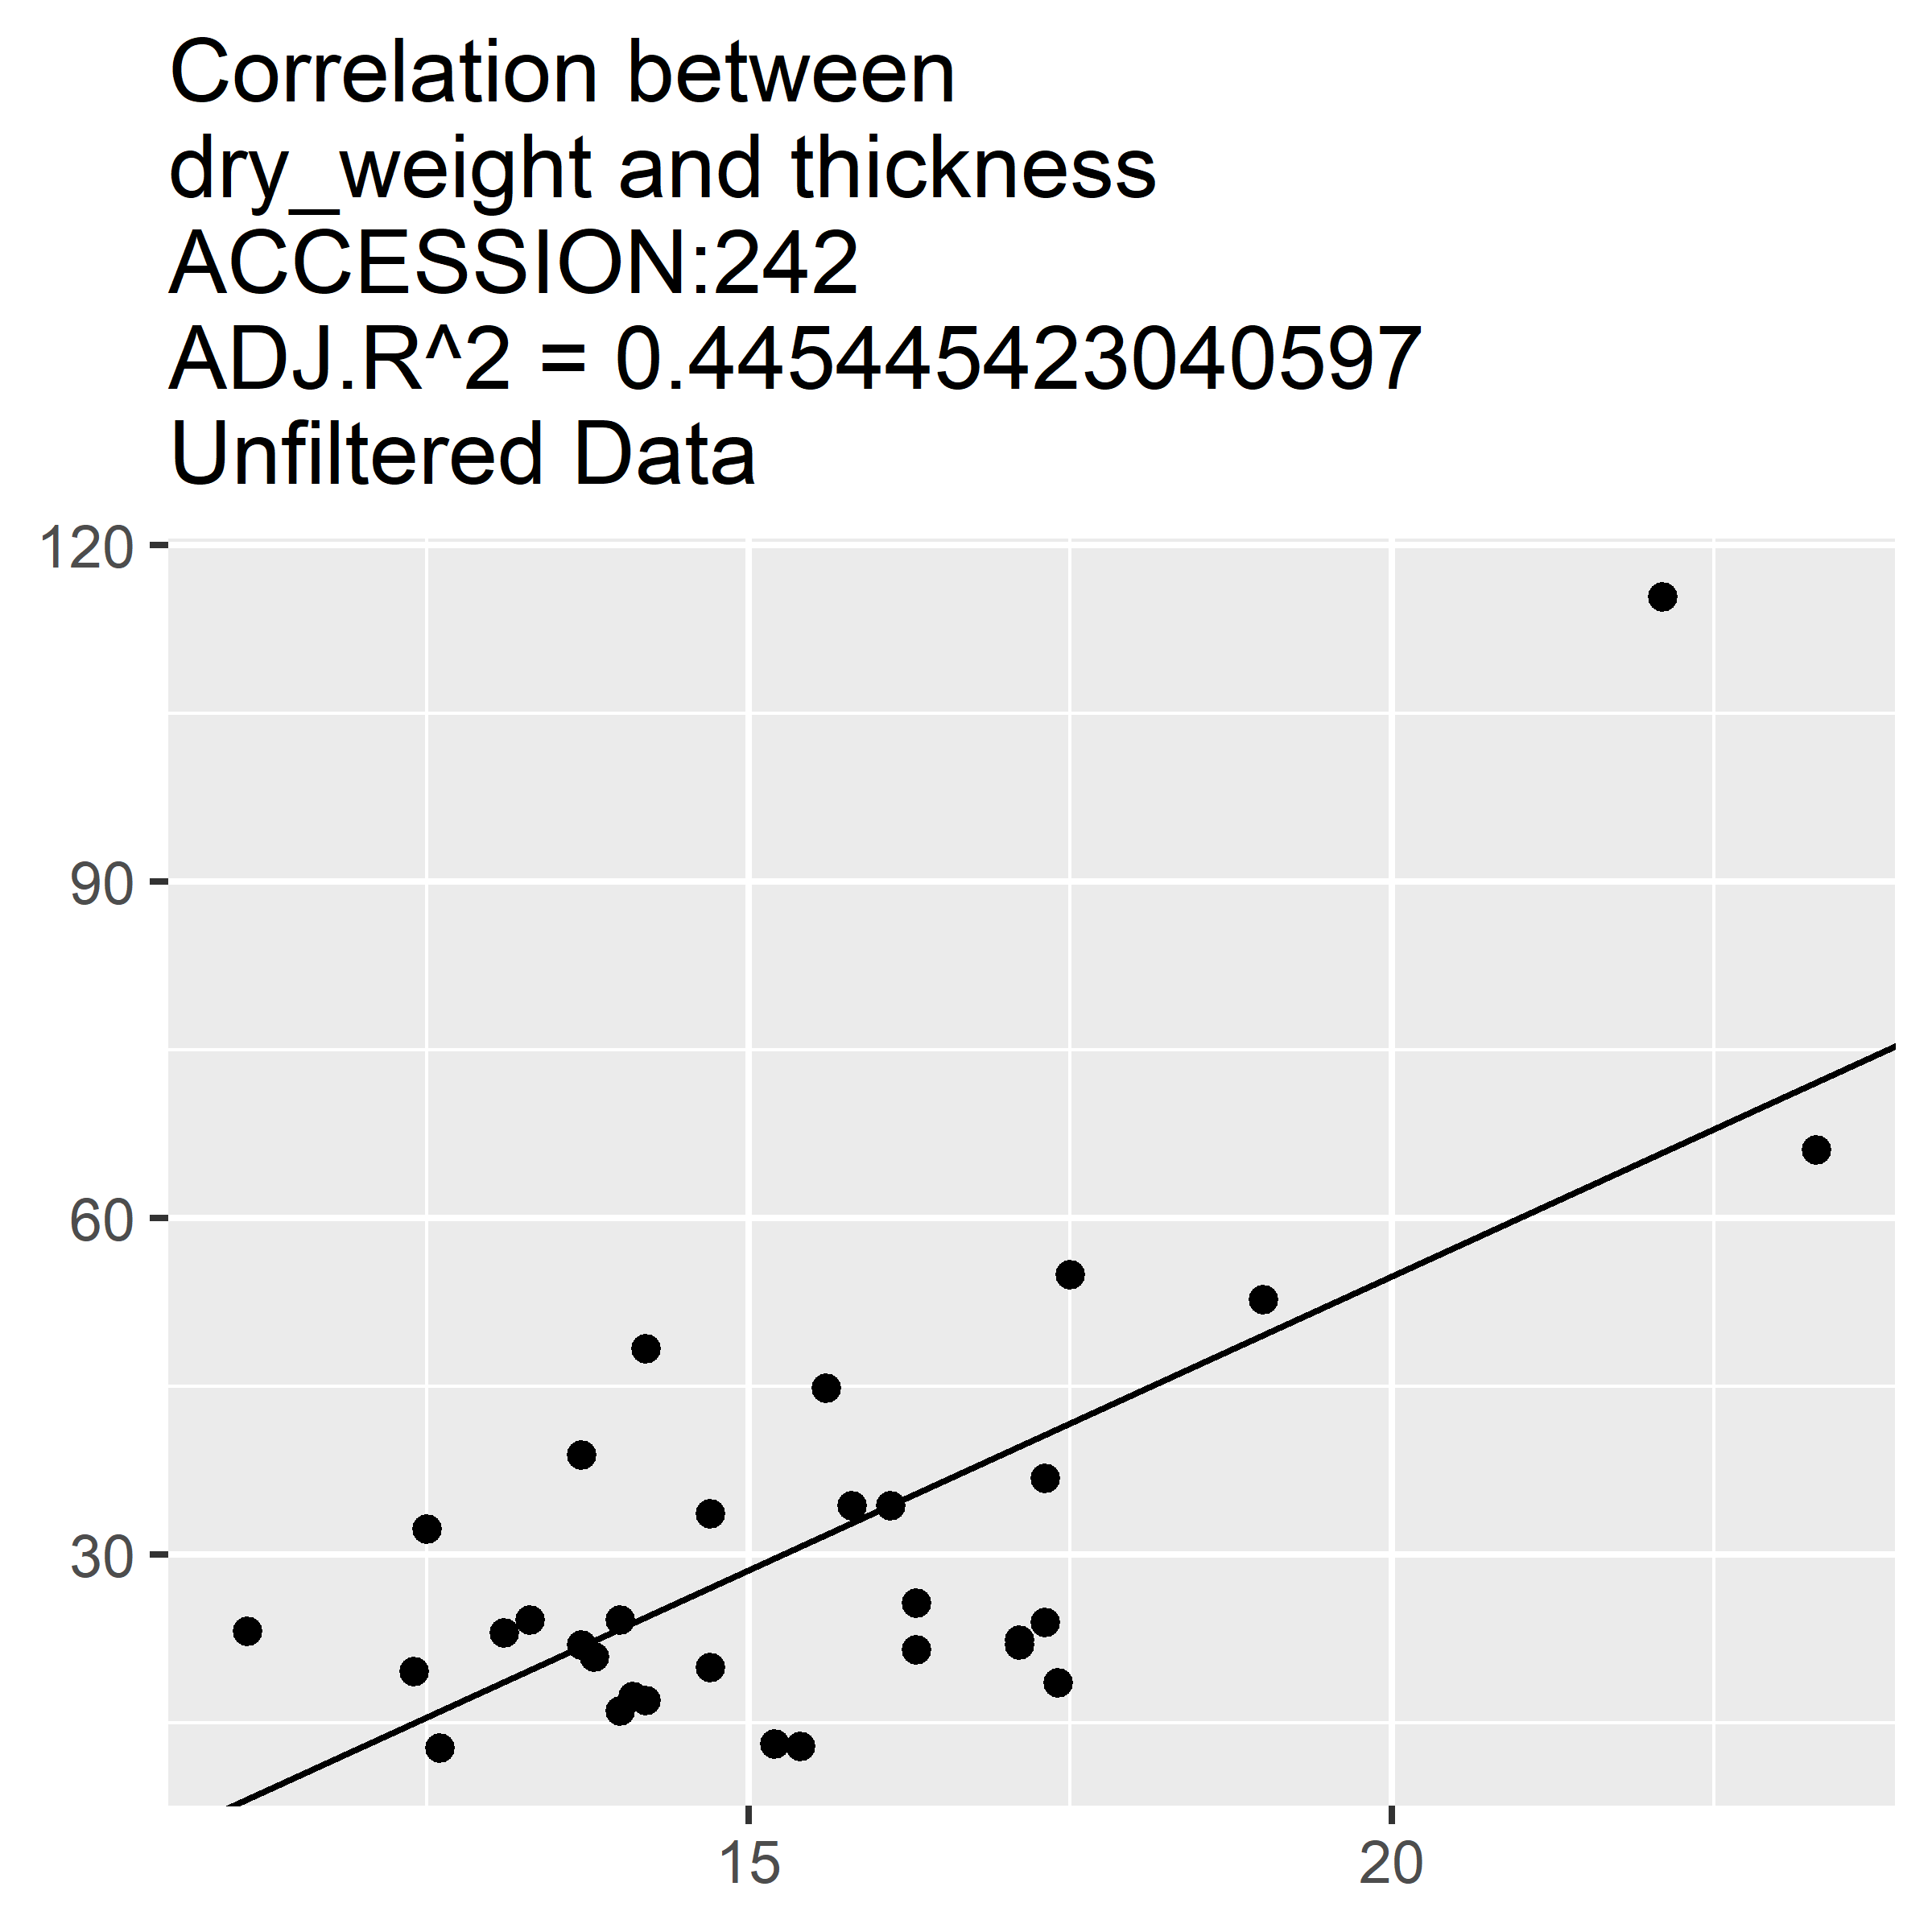 Correlation between
dry_weight and thickness
ACCESSION:242
ADJ.R^2 = 0.445445423040597
Unfiltered Data
120
90
60
30
15
20